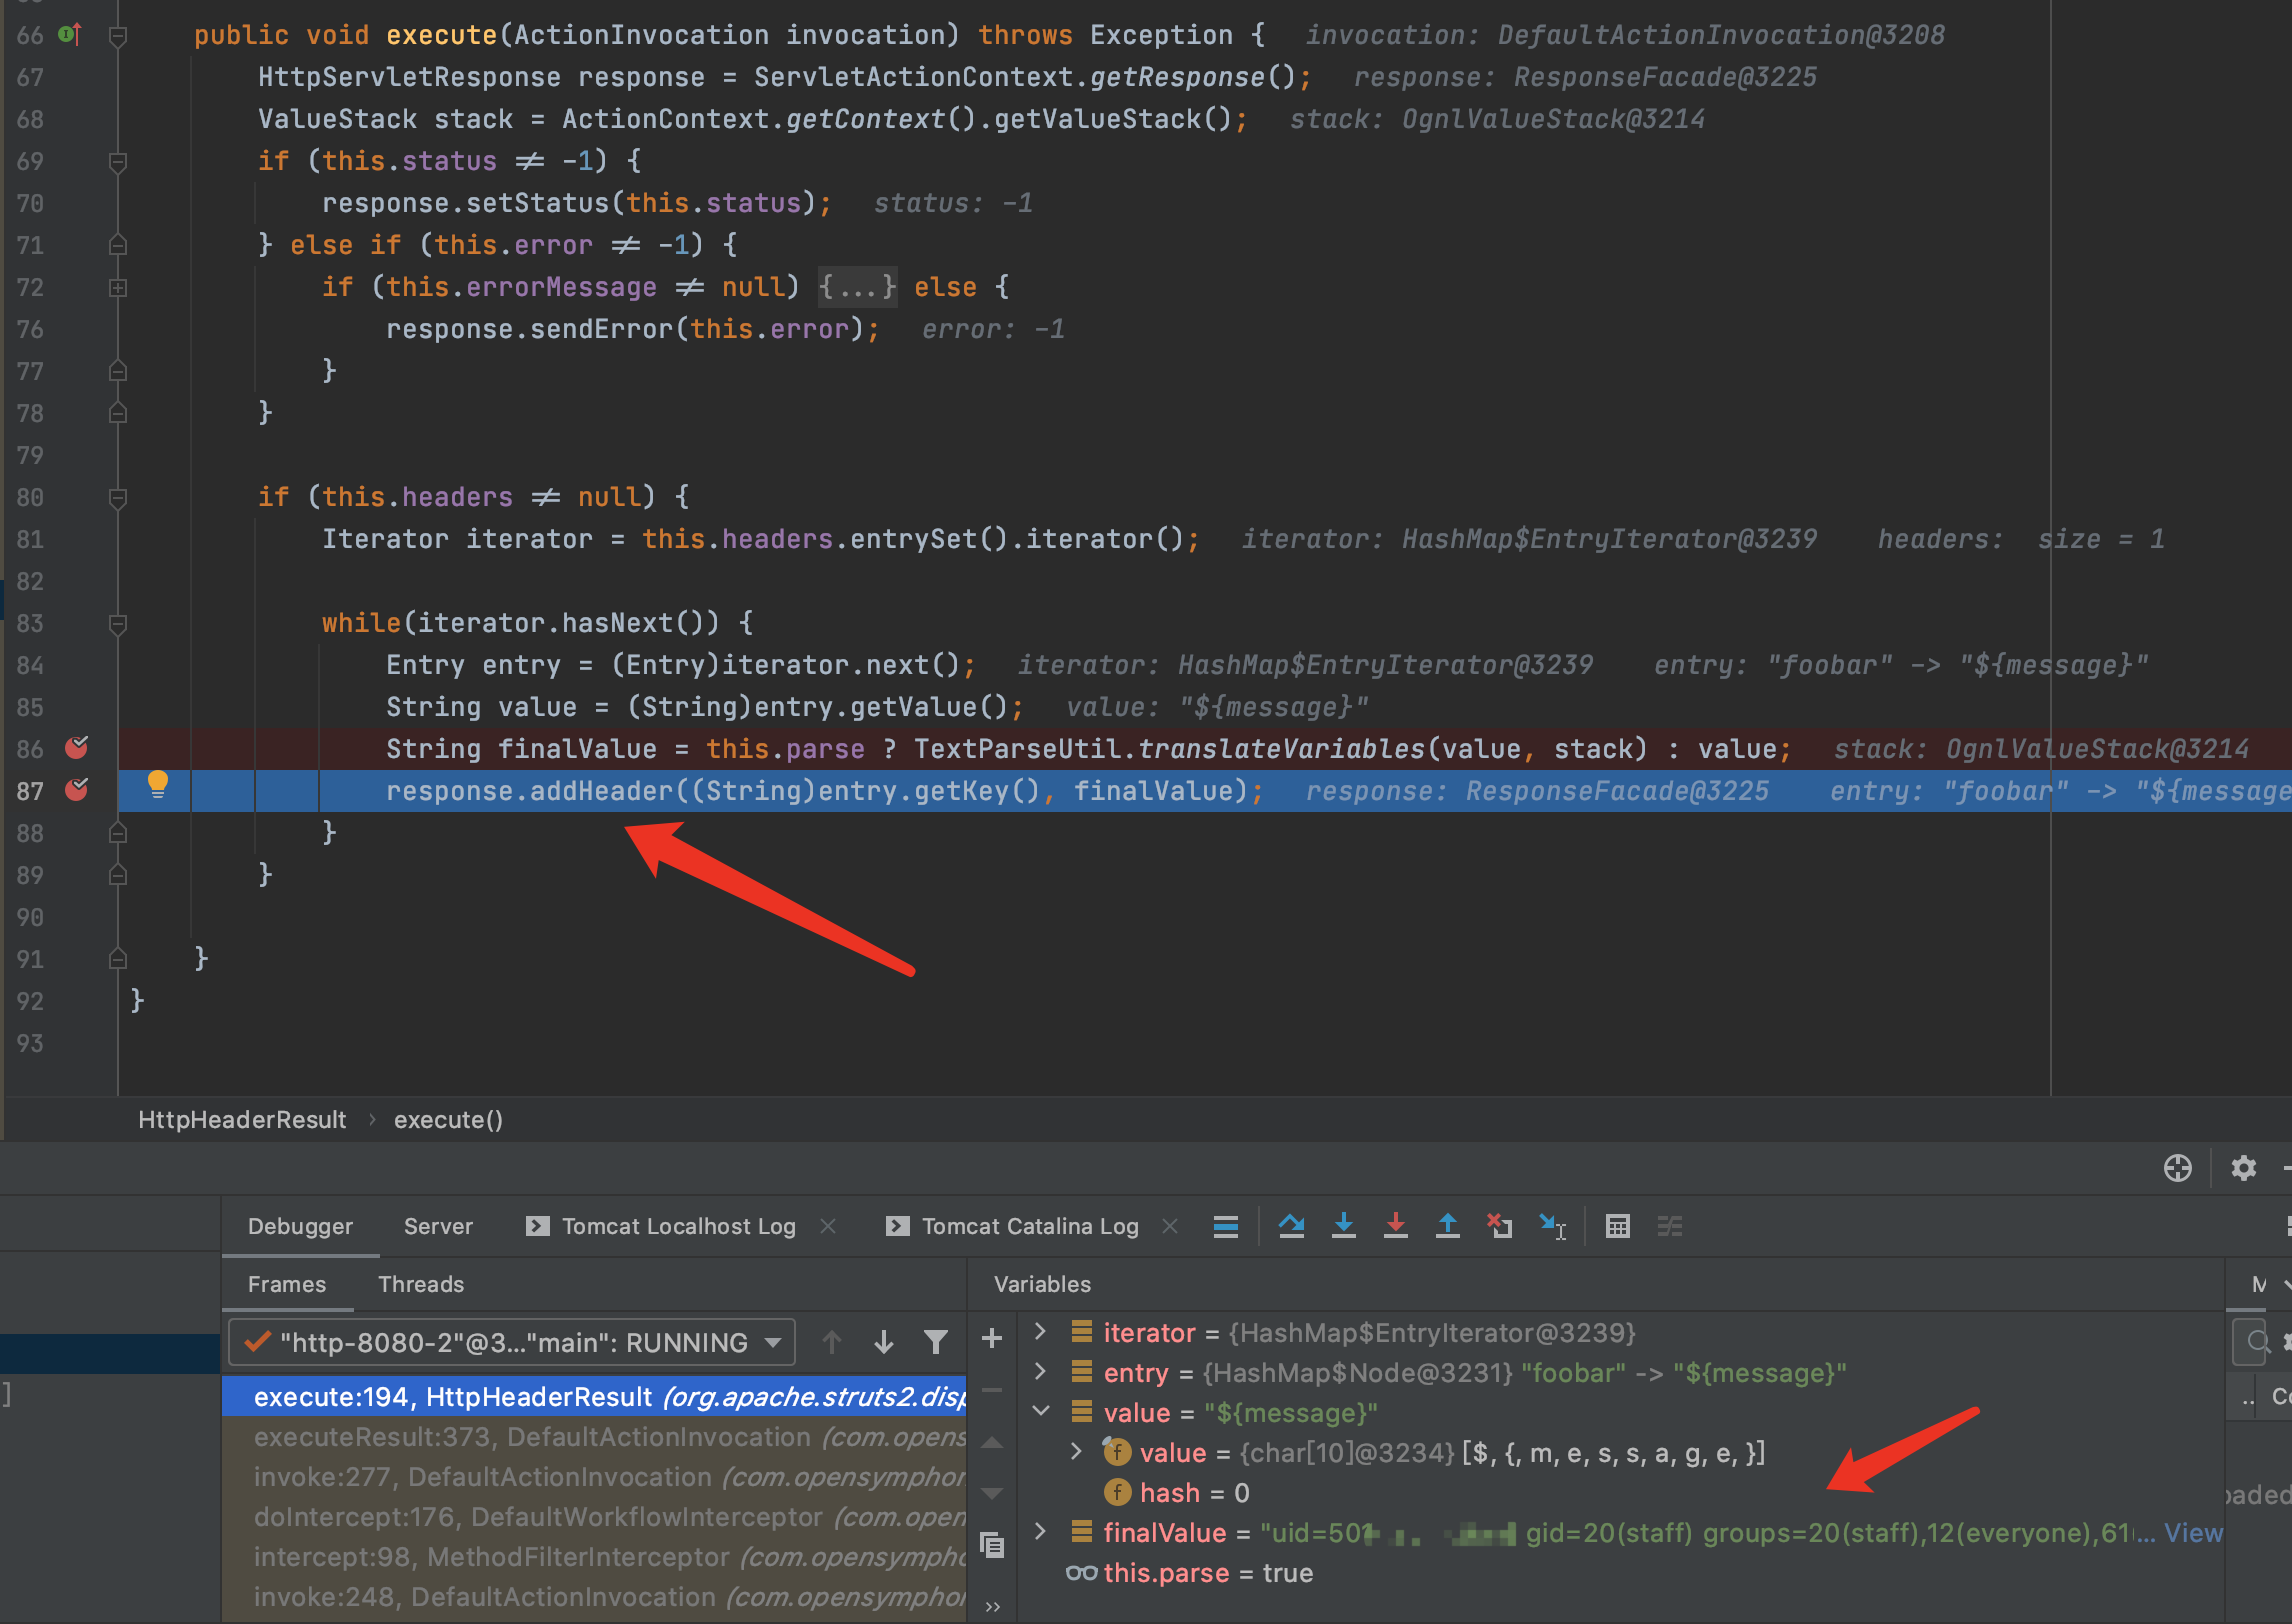 66 public void execute(ActionInvocation invocation) throws Exception { invocation: DefaultActionInvocation@3208
67 HttpServletResponse response = ServletActionContext.getResponse(); response: ResponseFacade@3225
68 ValueStack stack = ActionContext.getContext().getValueStack(); stack: OgnlValueStack@3214
69 if (this.status ≠ -1) {
70 response.setStatus(this.status); status: -1
71 } else if (this.error ≠ -1) {
72 if (this.errorMessage ≠ null) {...} else {
76 response.sendError(this.error); error: -1
77 }
78 }
79
80 if (this.headers ≠ null) {
81 Iterator iterator = this.headers.entrySet().iterator(); iterator: HashMap$EntryIterator@3239 headers: size = 1
82
83 while(iterator.hasNext()) {
84 Entry entry = (Entry)iterator.next(); iterator: HashMap$EntryIterator@3239 entry: "foobar" -> "${message}"
85 String value = (String)entry.getValue(); value: "${message}"
86 String finalValue = this.parse ? TextParseUtil.translateVariables(value, stack) : value; stack: OgnlValueStack@3214
87 response.addHeader((String)entry.getKey(), finalValue); response: ResponseFacade@3225 entry: "foobar" -> "${message
88 }
89 }
90
91 }
92 }
93
HttpHeaderResult › execute()
Debugger Server Tomcat Localhost Log × Tomcat Catalina Log ×
Frames Threads
"http-8080-2"@3..."main": RUNNING
execute:194, HttpHeaderResult (org.apache.struts2.disp
executeResult:373, DefaultActionInvocation (com.opens
invoke:277, DefaultActionInvocation (com.opensymphor
doIntercept:176, DefaultWorkflowInterceptor (com.open
intercept:98, MethodFilterInterceptor (com.opensympho
invoke:248, DefaultActionInvocation (com.opensymphor
Variables
iterator = {HashMap$EntryIterator@3239}
entry = {HashMap$Node@3231} "foobar" -> "${message}"
value = "${message}"
value = {char[10]@3234} [$, {, m, e, s, s, a, g, e, }]
hash = 0
finalValue = "uid=501 gid=20(staff) groups=20(staff),12(everyone),61... View
this.parse = true
]